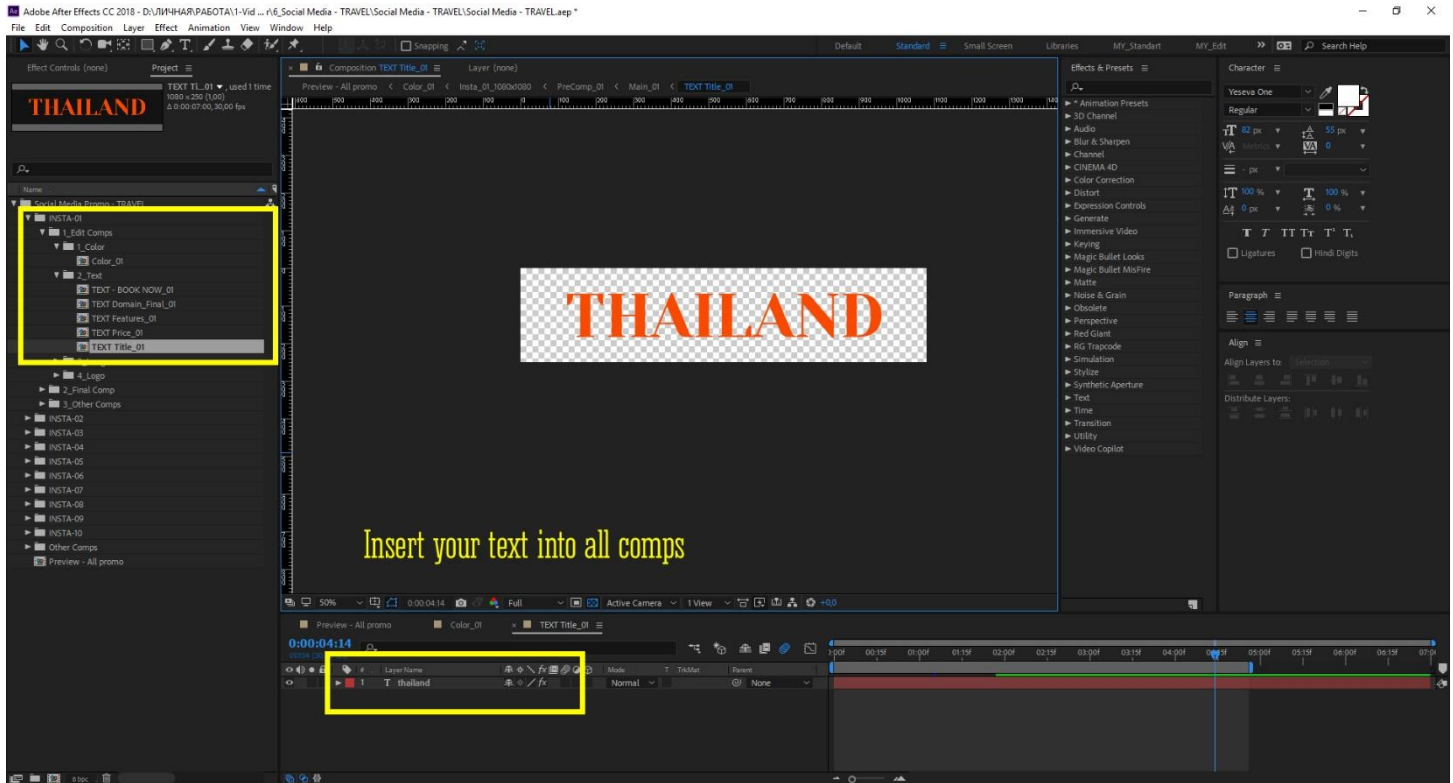 Adobe After Effects CC 2018 - D:\ЛИЧНАЯ\РАБОТА\1-Vid ... r\6_Social Media - TRAVEL\Social Media - TRAVEL\Social Media - TRAVEL.aep *
File Edit Composition Layer Effect Animation View Window Help
Snapping
Default Standard Small Screen Libraries MY_Standart MY_Edit Search Help
Effect Controls (none) Project
TEXT Ti...01, used 1 time
1080 x 250 (1,00)
Δ 0:00:07:00, 30,00 fps
THAILAND
Name
Social Media Promo - TRAVEL
INSTA-01
1_Edit Comps
1_Color
Color_01
2_Text
TEXT - BOOK NOW_01
TEXT Domain_Final_01
TEXT Features_01
TEXT Price_01
TEXT Title_01
4_Logo
2_Final Comp
3_Other Comps
INSTA-02
INSTA-03
INSTA-04
INSTA-05
INSTA-06
INSTA-07
INSTA-08
INSTA-09
INSTA-10
Other Comps
Preview - All promo
8 bpc
Composition TEXT Title_01 Layer (none)
Preview - All promo Color_01 Insta_01_1080x1080 PreComp_01 Main_01 TEXT Title_01
THAILAND
Insert your text into all comps
50% 0:00:04:14 Full Active Camera 1 View +0,0
Effects & Presets
* Animation Presets
3D Channel
Audio
Blur & Sharpen
Channel
CINEMA 4D
Color Correction
Distort
Expression Controls
Generate
Immersive Video
Keying
Magic Bullet Looks
Magic Bullet MisFire
Matte
Noise & Grain
Obsolete
Perspective
Red Giant
RG Trapcode
Simulation
Stylize
Synthetic Aperture
Text
Time
Transition
Utility
Video Copilot
Character
Yeseva One
Regular
82 px 55 px
Metrics 0
- px
100 % 100 %
0 px 0 %
T T TT Tт T' T,
Ligatures Hindi Digits
Paragraph
Align
Align Layers to: Selection
Distribute Layers:
Preview - All promo Color_01 TEXT Title_01
0:00:04:14
# Layer Name Mode T TrkMat Parent
1 T thailand Normal None
00:15f 01:00f 01:15f 02:00f 02:15f 03:00f 03:15f 04:00f 05:00f 05:15f 06:00f 06:15f